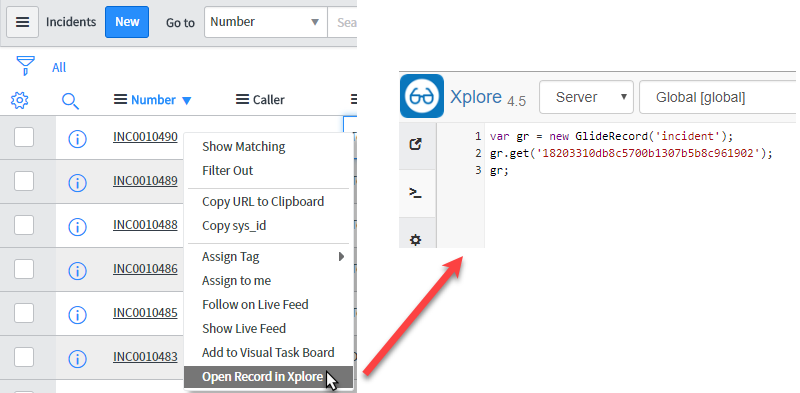 Incidents New Go to Number Sea
All
Number Caller
INC0010490
INC0010489
INC0010488
INC0010486
INC0010485
INC0010483
Show Matching
Filter Out
Copy URL to Clipboard
Copy sys_id
Assign Tag
Assign to me
Follow on Live Feed
Show Live Feed
Add to Visual Task Board
Open Record in Xplore
Xplore 4.5 Server Global [global]
1 var gr = new GlideRecord('incident');
2 gr.get('18203310db8c5700b1307b5b8c961902');
3 gr;